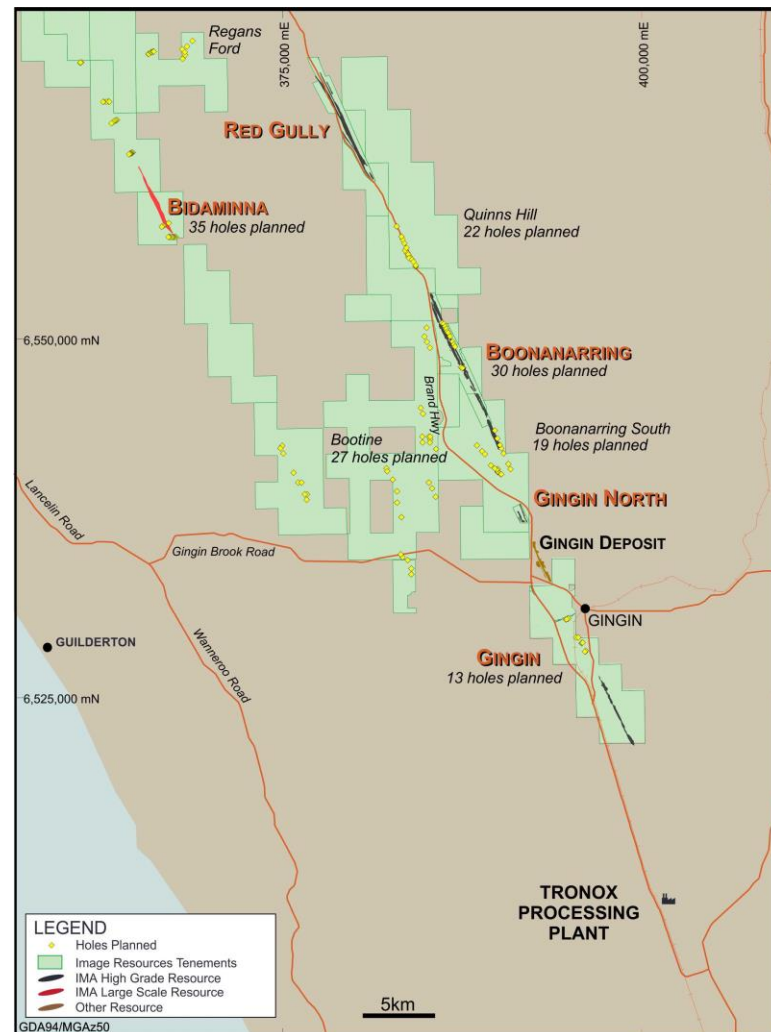 Regans
Ford
375,000 mE
400,000 mE
RED GULLY
BIDAMINNA
35 holes planned
Quinns Hill
22 holes planned
6,550,000 mN
BOONANARRING
30 holes planned
Brand Hwy
Bootine
27 holes planned
Boonanarring South
19 holes planned
Lancelin Road
GINGIN NORTH
GINGIN DEPOSIT
Gingin Brook Road
GINGIN
GUILDERTON
Wanneroo Road
GINGIN
13 holes planned
6,525,000 mN
TRONOX
PROCESSING
PLANT
LEGEND
Holes Planned
Image Resources Tenements
IMA High Grade Resource
IMA Large Scale Resource
Other Resource
5km
GDA94/MGAz50